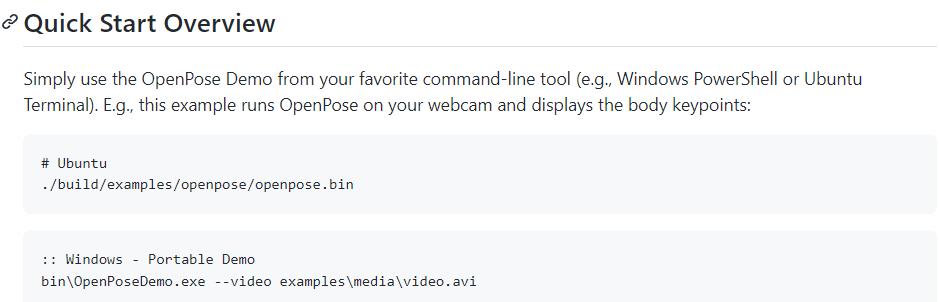 Quick Start Overview
Simply use the OpenPose Demo from your favorite command-line tool (e.g., Windows PowerShell or Ubuntu
Terminal). E.g., this example runs OpenPose on your webcam and displays the body keypoints:
# Ubuntu
./build/examples/openpose/openpose.bin
:: Windows - Portable Demo
bin\OpenPoseDemo.exe --video examples\media\video.avi